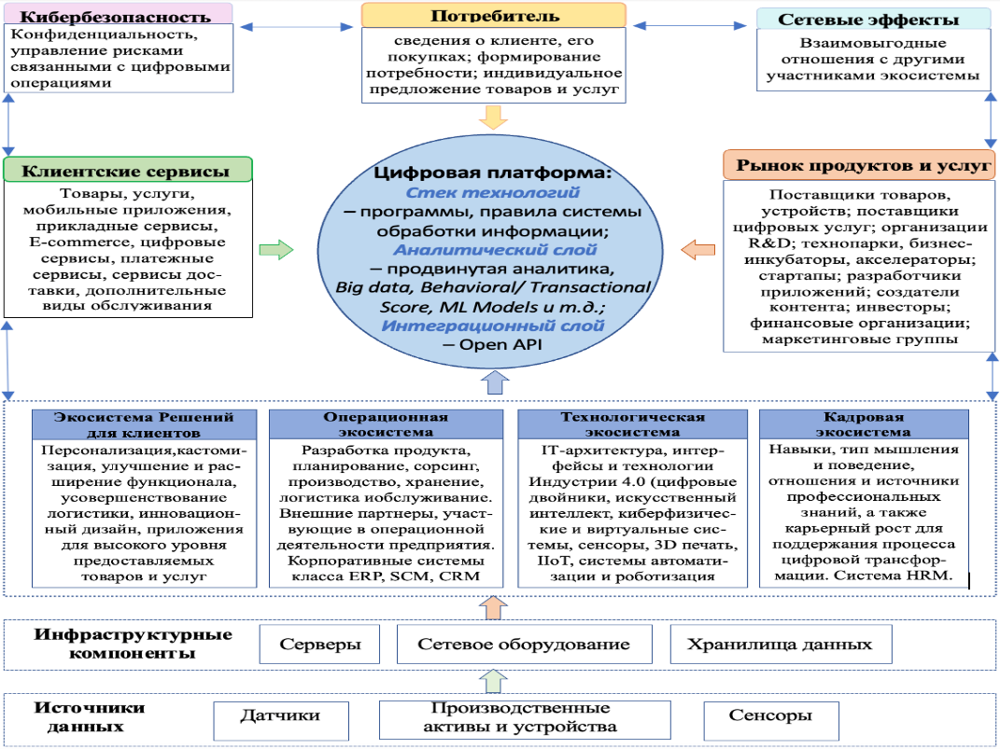 Кибербезопасность
Конфиденциальность,
управление рисками
связанными с цифровыми
операциями
Потребитель
сведения о клиенте, его
покупках; формирование
потребности; индивидуальное
предложение товаров и услуг
Сетевые эффекты
Взаимовыгодные
отношения с другими
участниками экосистемы
Клиентские сервисы
Товары, услуги,
мобильные приложения,
прикладные сервисы,
E-commerce, цифровые
сервисы, платежные
сервисы, сервисы дос-
тавки, дополнительные
виды обслуживания
Цифровая платформа:
Стек технологий
– программы, правила системы
обработки информации;
Аналитический слой
– продвинутая аналитика,
Big data, Behavioral/ Transactional
Score, ML Models и т.д.;
Интеграционный слой
– Open API
Рынок продуктов и услуг
Поставщики товаров,
устройств; поставщики
цифровых услуг; организации
R&D; технопарки, бизнес-
инкубаторы, акселераторы;
стартапы; разработчики
приложений; создатели
контента; инвесторы;
финансовые организации;
маркетинговые группы
Экосистема Решений
для клиентов
Персонализация,кастоми-
зация, улучшение и рас-
ширение функционала,
усовершенствование
логистики, инновацион-
ный дизайн, приложения
для высокого уровня
предоставляемых
товаров и услуг
Операционная
экосистема
Разработка продукта,
планирование, сорсинг,
производство, хранение,
логистика иобслуживание.
Внешние партнеры, участ-
вующие в операционной
деятельности предприятия.
Корпоративные системы
класса ERP, SCM, CRM
Технологическая
экосистема
IT-архитектура, интер-
фейсы и технологии
Индустрии 4.0 (цифровые
двойники, искусственный
интеллект, киберфизичес-
кие и виртуальные сис-
темы, сенсоры, 3D печать,
IIoT, системы автомати-
зации и роботизация
Кадровая
экосистема
Навыки, тип мышления
и поведение,
отношения и источники
профессиональных
знаний, а также
карьерный рост для
поддержания процесса
цифровой трансфор-
мации. Система HRM.
Инфраструктурные
компоненты
Серверы
Сетевое оборудование
Хранилища данных
Источники
данных
Датчики
Производственные
активы и устройства
Сенсоры